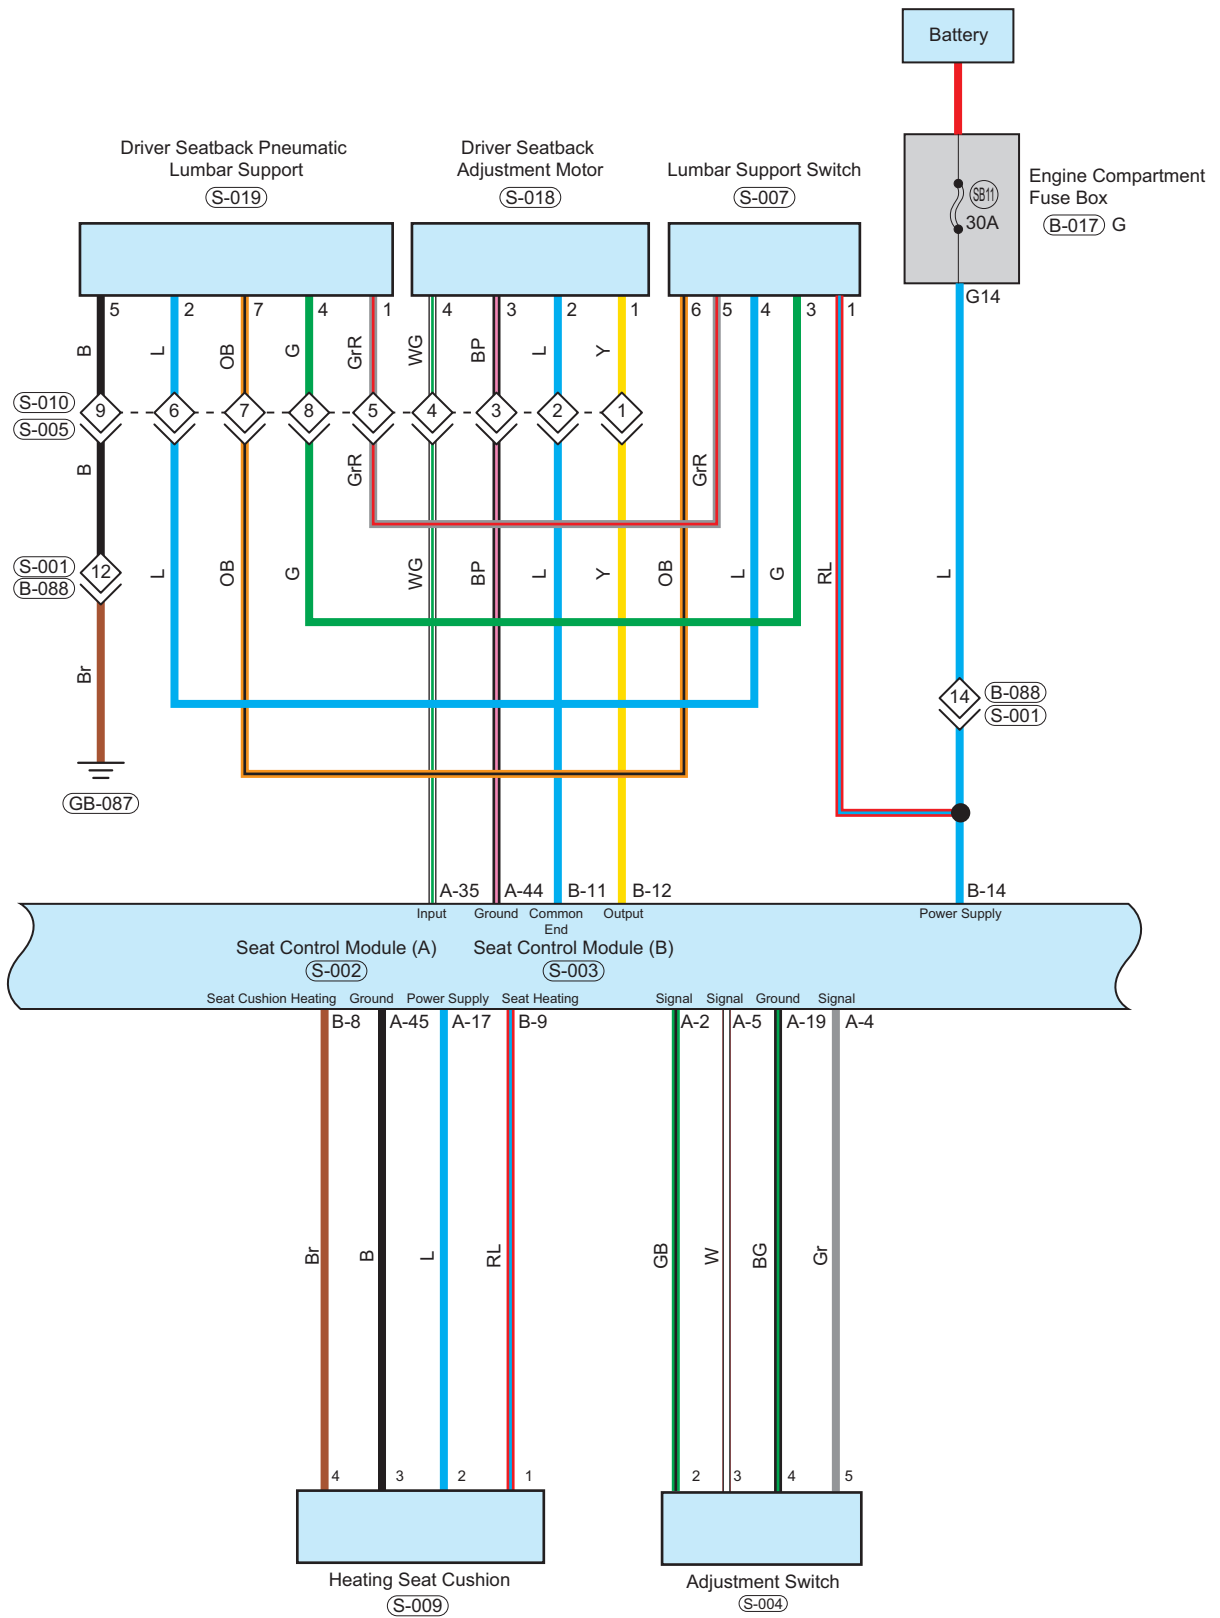 Battery
Engine Compartment
Fuse Box
B-017 G
SB11
30A
G14
Driver Seatback Pneumatic
Lumbar Support
S-019
Driver Seatback
Adjustment Motor
S-018
Lumbar Support Switch
S-007
5 2 7 4 1 4 3 2 1 6 5 4 3 1
B L OB G GrR WG BP L Y
S-010
S-005
9 6 7 8 5 4 3 2 1
B GrR GrR
S-001
B-088
12
L OB G WG BP L Y OB L G RL L
Br
14
B-088
S-001
GB-087
A-35 A-44 B-11 B-12 B-14
Input Ground Common
End
Output Power Supply
Seat Control Module (A)
S-002
Seat Control Module (B)
S-003
Seat Cushion Heating Ground Power Supply Seat Heating Signal Signal Ground Signal
B-8 A-45 A-17 B-9 A-2 A-5 A-19 A-4
Br B L RL GB W BG Gr
4 3 2 1 2 3 4 5
Heating Seat Cushion
S-009
Adjustment Switch
S-004